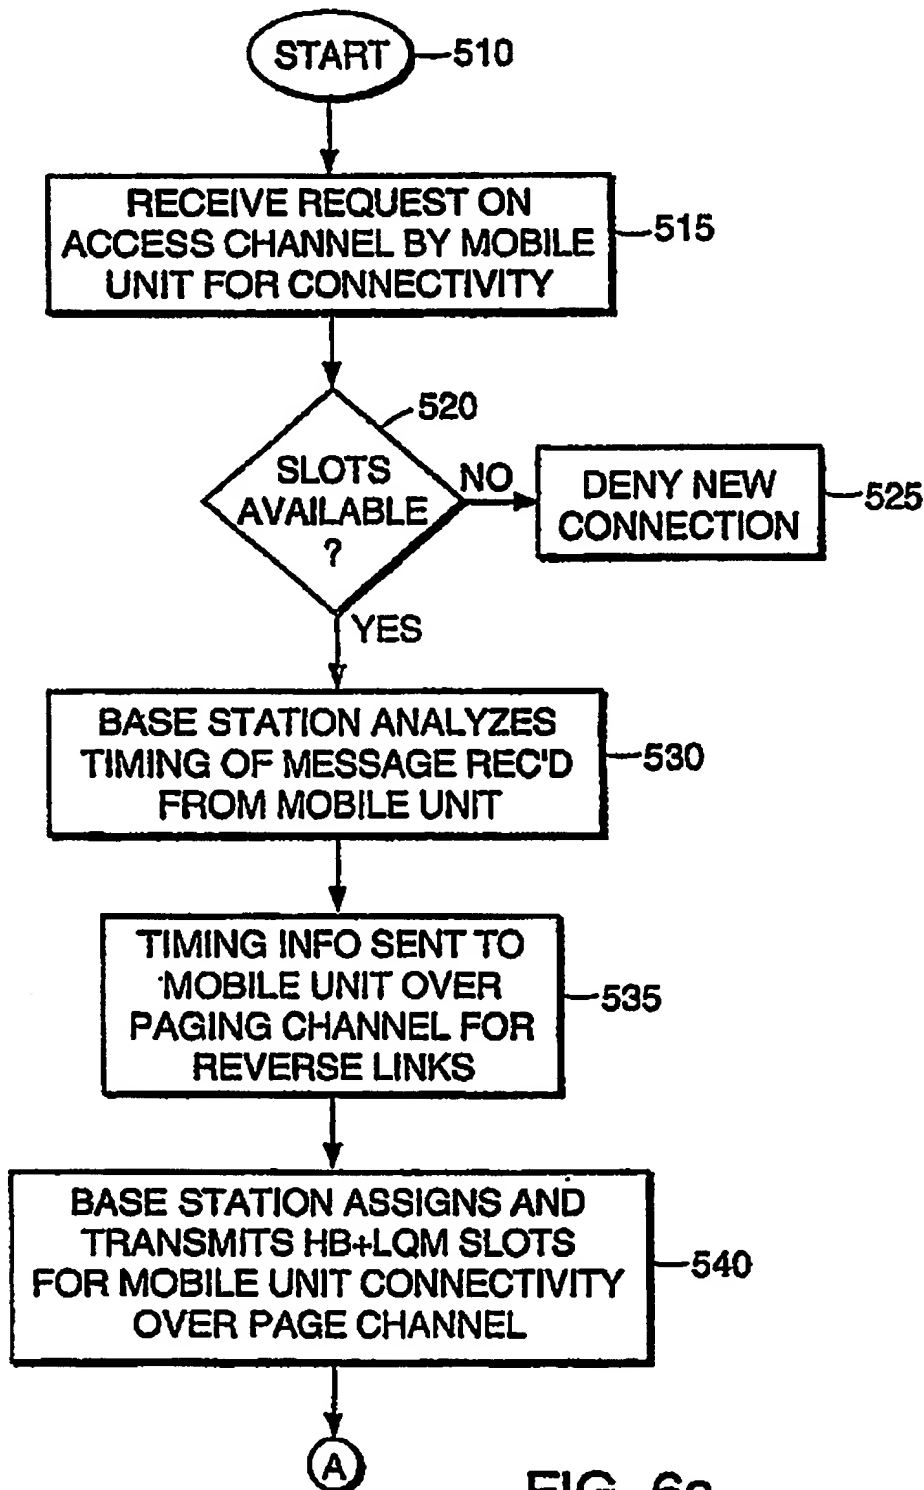 START
510
RECEIVE REQUEST ON
ACCESS CHANNEL BY MOBILE
UNIT FOR CONNECTIVITY
515
520
SLOTS
AVAILABLE
?
NO
DENY NEW
CONNECTION
525
YES
BASE STATION ANALYZES
TIMING OF MESSAGE REC'D
FROM MOBILE UNIT
530
TIMING INFO SENT TO
MOBILE UNIT OVER
PAGING CHANNEL FOR
REVERSE LINKS
535
BASE STATION ASSIGNS AND
TRANSMITS HB+LQM SLOTS
FOR MOBILE UNIT CONNECTIVITY
OVER PAGE CHANNEL
540
A
FIG.